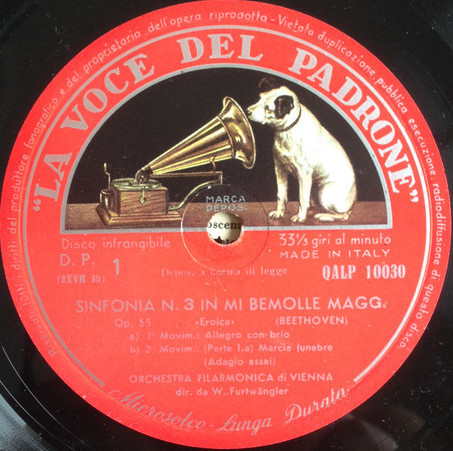 Riservati tutti i diritti del produttore fonografico e del proprietario dell'opera riprodotta - Vietata duplicazione, pubblica esecuzione, radiodiffusione di questo disco.
"LA VOCE DEL PADRONE"
MARCA
DEPOS.
Disco infrangibile
33⅓ giri al minuto
D. P. 1
MADE IN ITALY
(2XVH 85)
Depos. a norma di legge
QALP 10030
SINFONIA N. 3 IN MI BEMOLLE MAGG.
Op. 55 «Eroica» (BEETHOVEN)
a) 1° Movim.: Allegro con brio
b) 2° Movim.: (Parte 1.a) Marcia funebre
(Adagio assai)
ORCHESTRA FILARMONICA di VIENNA
dir. da W. Furtwängler
Microsolco - Lunga Durata